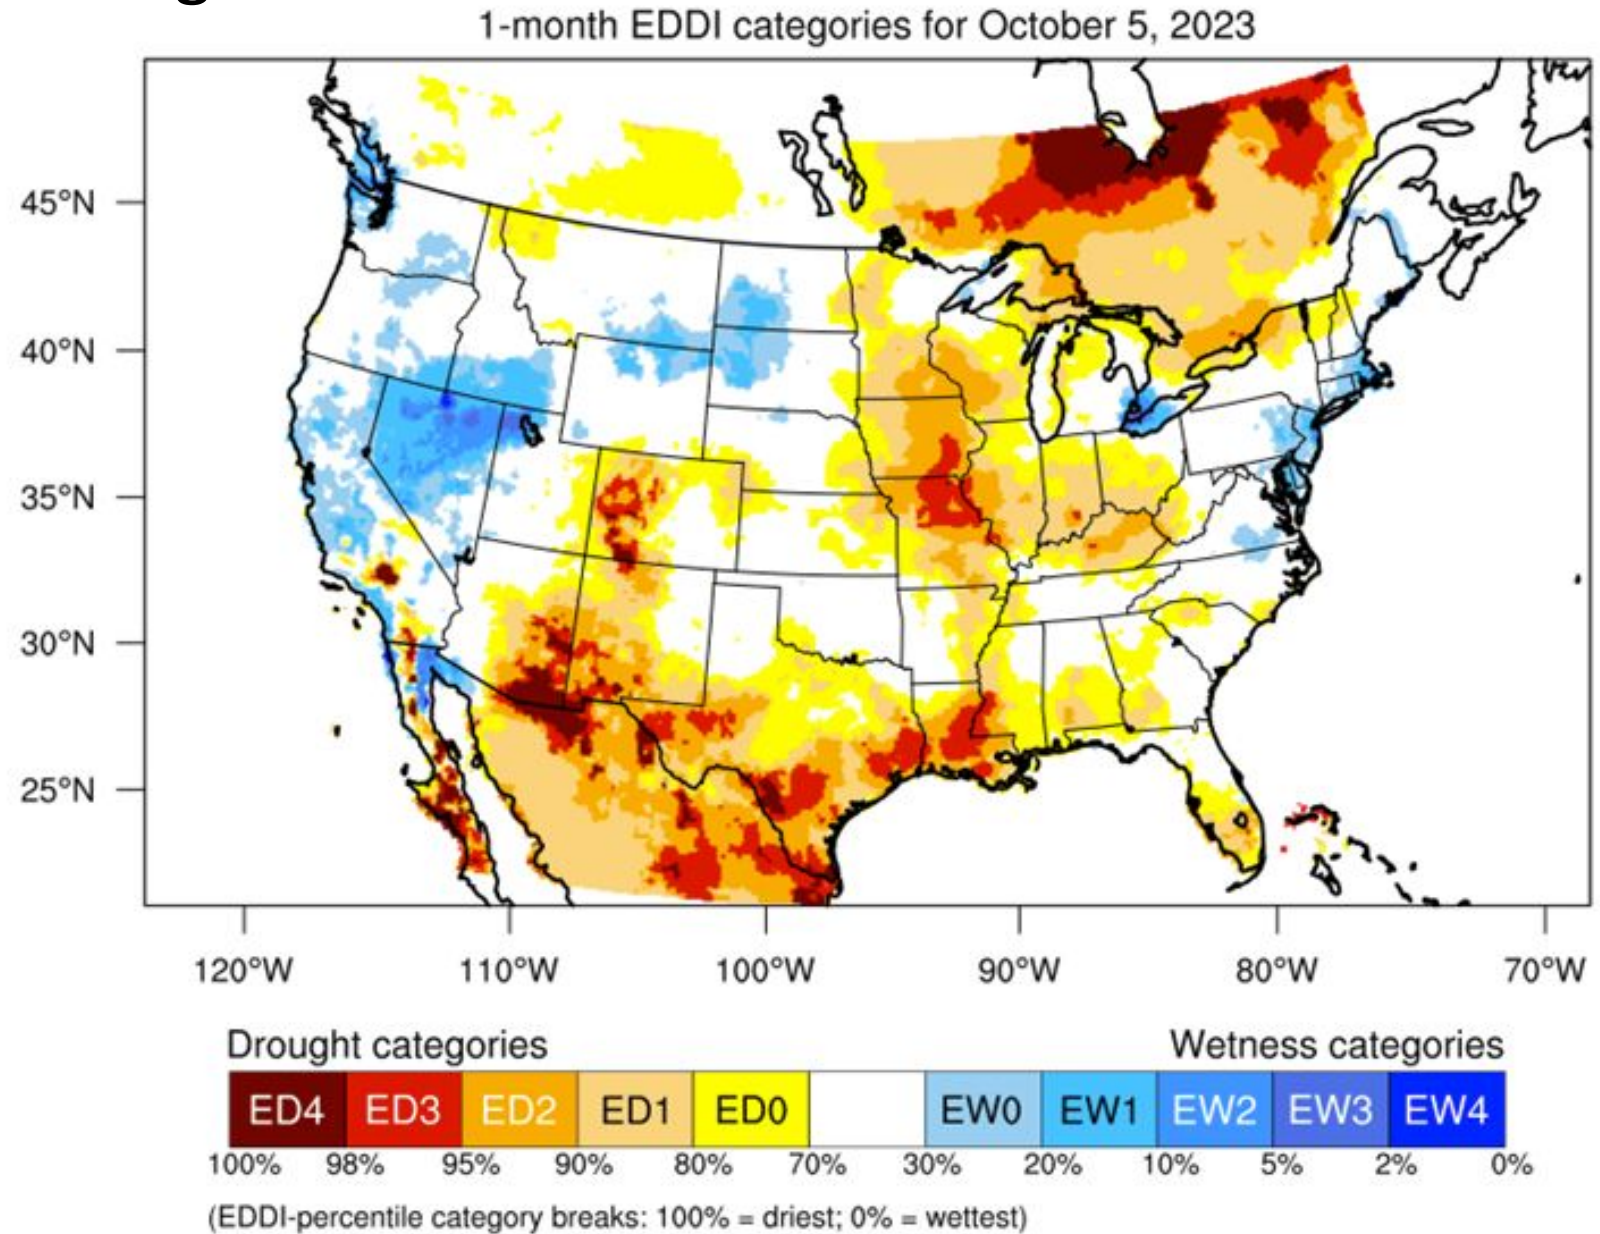 1-month EDDI categories for October 5, 2023
45°N
40°N
35°N
30°N
25°N
120°W 110°W 100°W 90°W 80°W 70°W
Drought categories Wetness categories
ED4 ED3 ED2 ED1 ED0 EW0 EW1 EW2 EW3 EW4
100% 98% 95% 90% 80% 70% 30% 20% 10% 5% 2% 0%
(EDDI-percentile category breaks: 100% = driest; 0% = wettest)